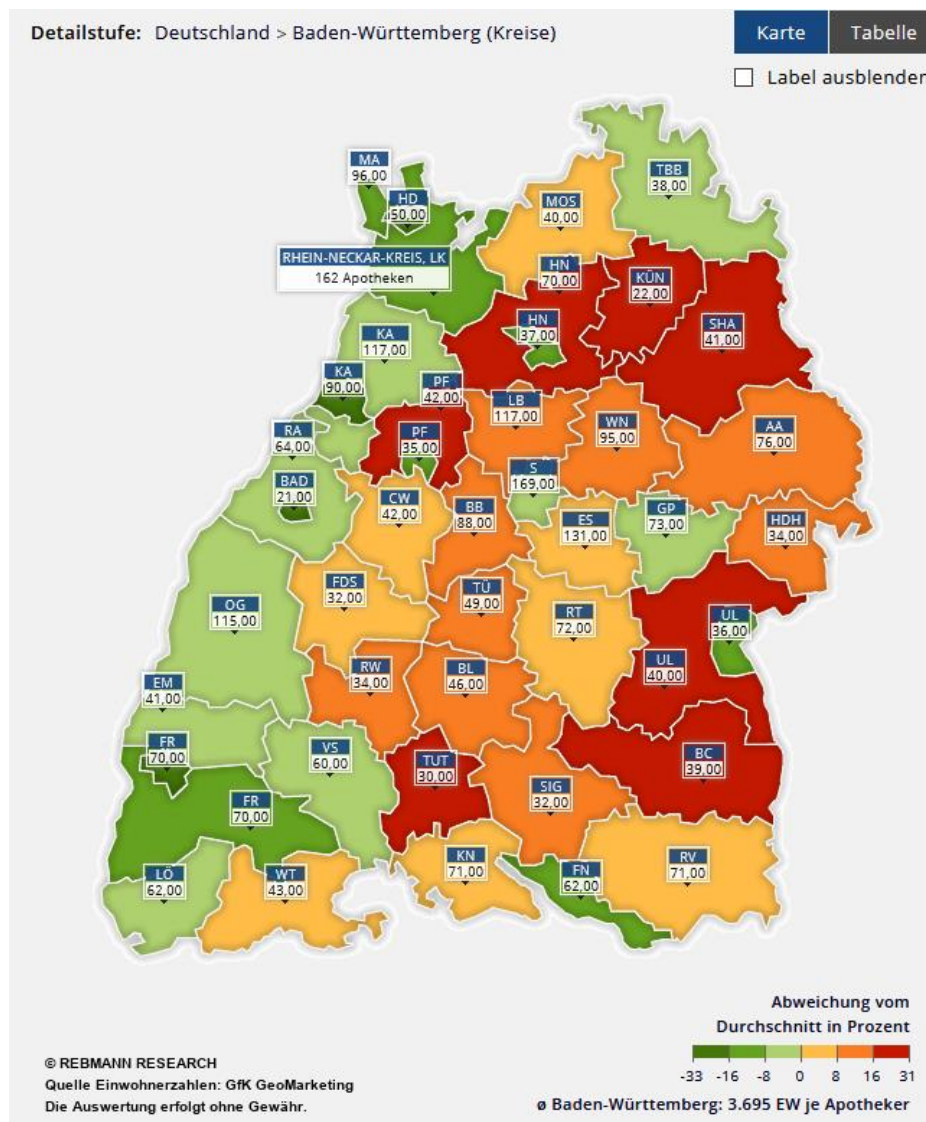 Detailstufe: Deutschland > Baden-Württemberg (Kreise)
Karte
Tabelle
Label ausblenden
MA
96,00
HD
50,00
TBB
38,00
MOS
40,00
RHEIN-NECKAR-KREIS, LK
162 Apotheken
HN
70,00
KÜN
22,00
HN
37,00
SHA
41,00
KA
117,00
KA
90,00
PF
42,00
LB
117,00
WN
95,00
AA
76,00
RA
64,00
PF
35,00
BAD
21,00
S
169,00
CW
42,00
BB
88,00
ES
131,00
GP
73,00
HDH
34,00
FDS
32,00
TÜ
49,00
OG
115,00
RT
72,00
UL
36,00
RW
34,00
BL
46,00
UL
40,00
EM
41,00
FR
70,00
VS
60,00
TUT
30,00
BC
39,00
SIG
32,00
FR
70,00
KN
71,00
RV
71,00
LÖ
62,00
WT
43,00
FN
62,00
Abweichung vom
Durchschnitt in Prozent
-33 -16 -8 0 8 16 31
ø Baden-Württemberg: 3.695 EW je Apotheker
© REBMANN RESEARCH
Quelle Einwohnerzahlen: GfK GeoMarketing
Die Auswertung erfolgt ohne Gewähr.